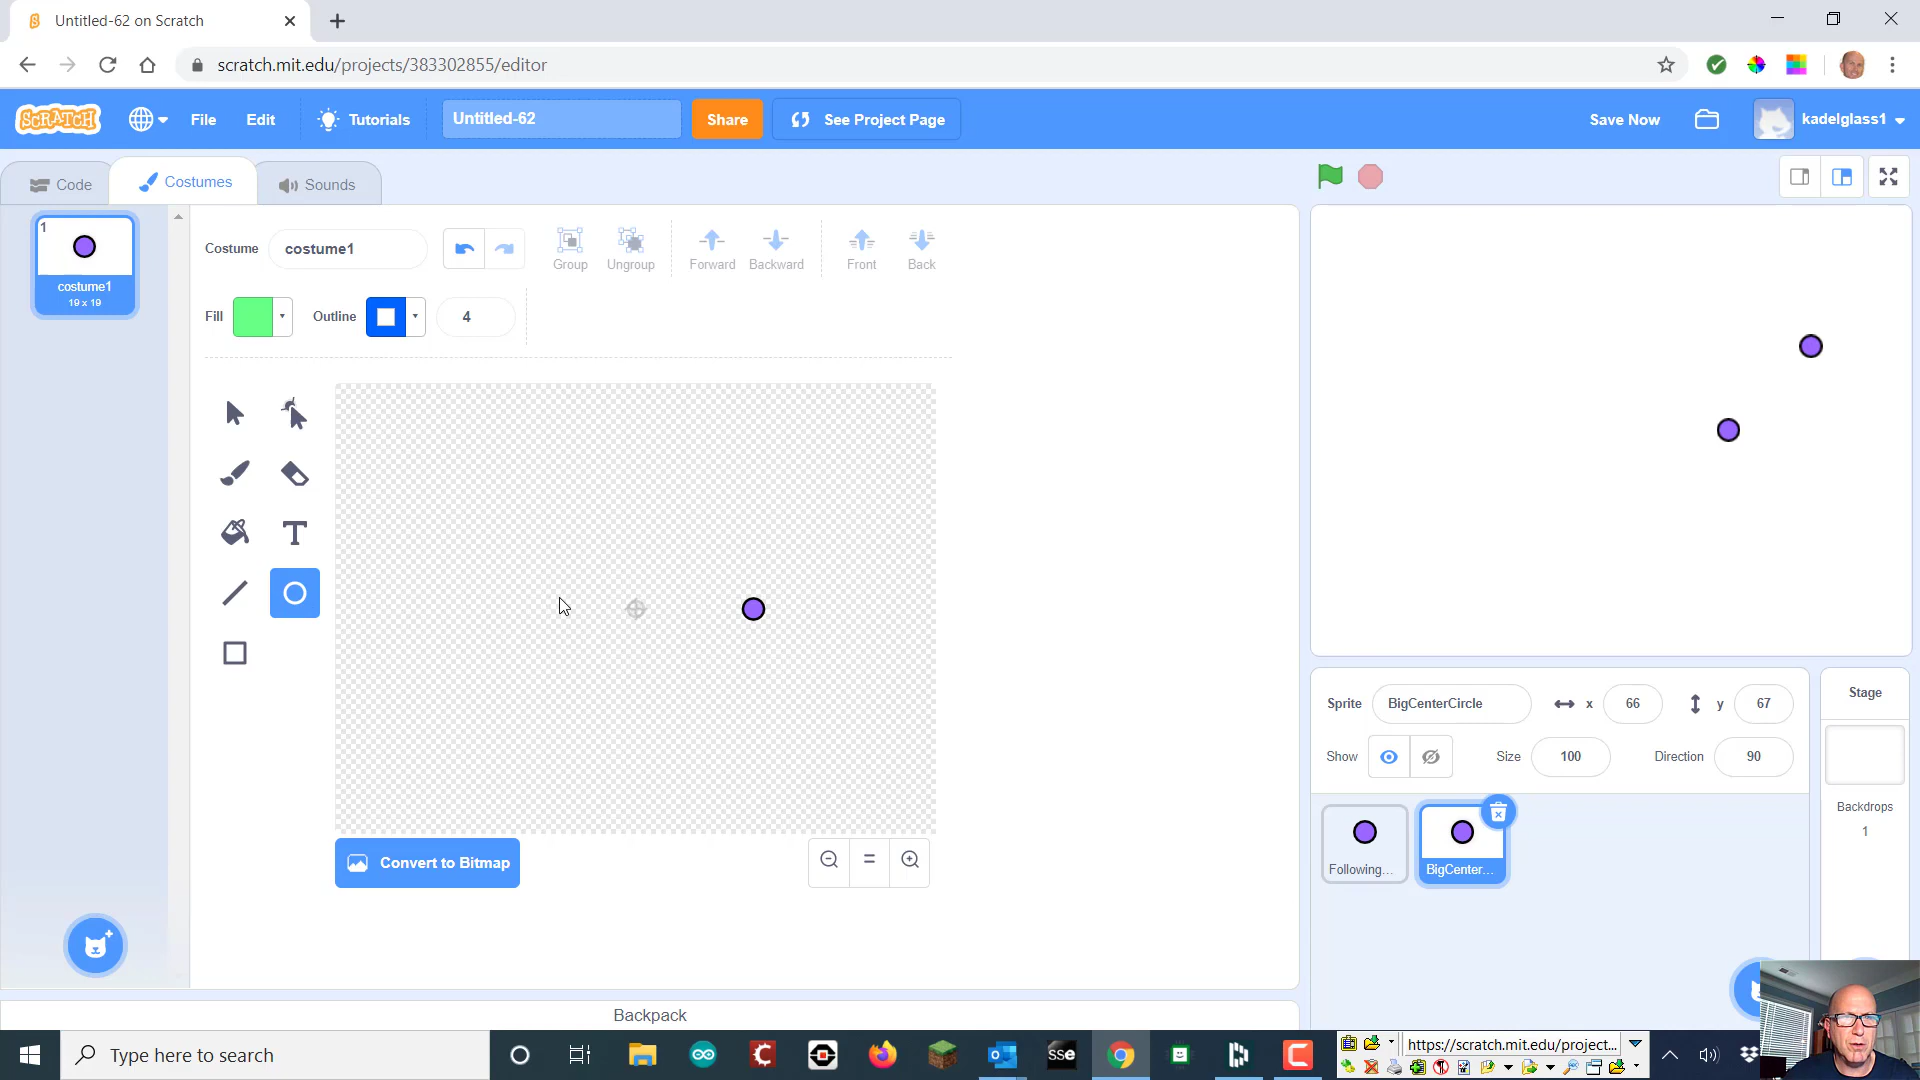 Untitled-62 on Scratch
scratch.mit.edu/projects/383302855/editor
SCRATCH
File
Edit
Tutorials
Untitled-62
Share
See Project Page
Save Now
kadelglass1
Code
Costumes
Sounds
1
costume1
19 x 19
Costume
costume1
Group
Ungroup
Forward
Backward
Front
Back
Fill
Outline
4
T
Convert to Bitmap
Sprite
BigCenterCircle
x
66
y
67
Show
Size
100
Direction
90
Following...
BigCenter...
Stage
Backdrops
1
Backpack
Type here to search
SSe
https://scratch.mit.edu/project...